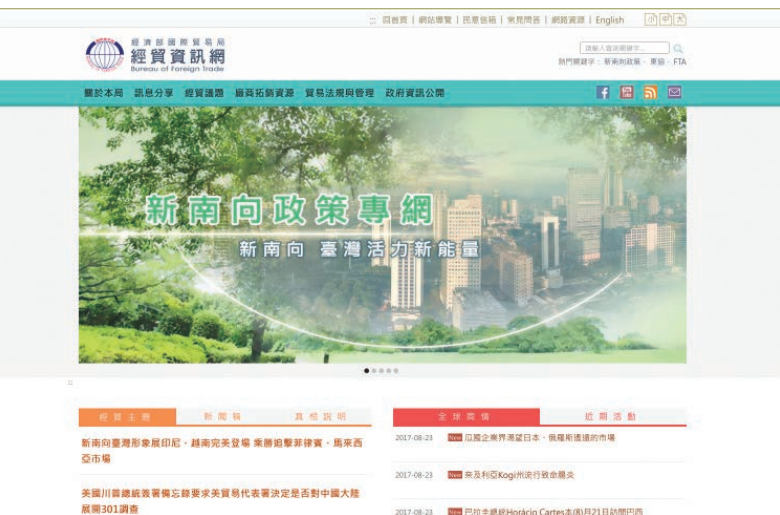 ::: 回首頁 | 網站導覽 | 民意信箱 | 常見問答 | 網路資源 | English 小 中 大
經濟部國際貿易局
經貿資訊網
Bureau of Foreign Trade
請輸入查詢關鍵字...
熱門關鍵字： 新南向政策、 東協、 FTA
關於本局 訊息分享 經貿議題 廠商拓銷資源 貿易法規與管理 政府資訊公開
新南向政策專網
新南向 臺灣活力新能量
:::
經貿主題 新聞稿 真相說明
全球商情 近期活動
新南向臺灣形象展印尼、越南完美登場 乘勝追擊菲律賓、馬來西
亞市場
美國川普總統簽署備忘錄要求美貿易代表署決定是否對中國大陸
展開301調查
2017-08-23 New 瓜國企業界渴望日本、俄羅斯遙遠的市場
2017-08-23 New 奈及利亞Kogi州流行致命腸炎
2017-08-23 New 巴拉圭總統Horácio Cartes本(8)月21日訪問巴西